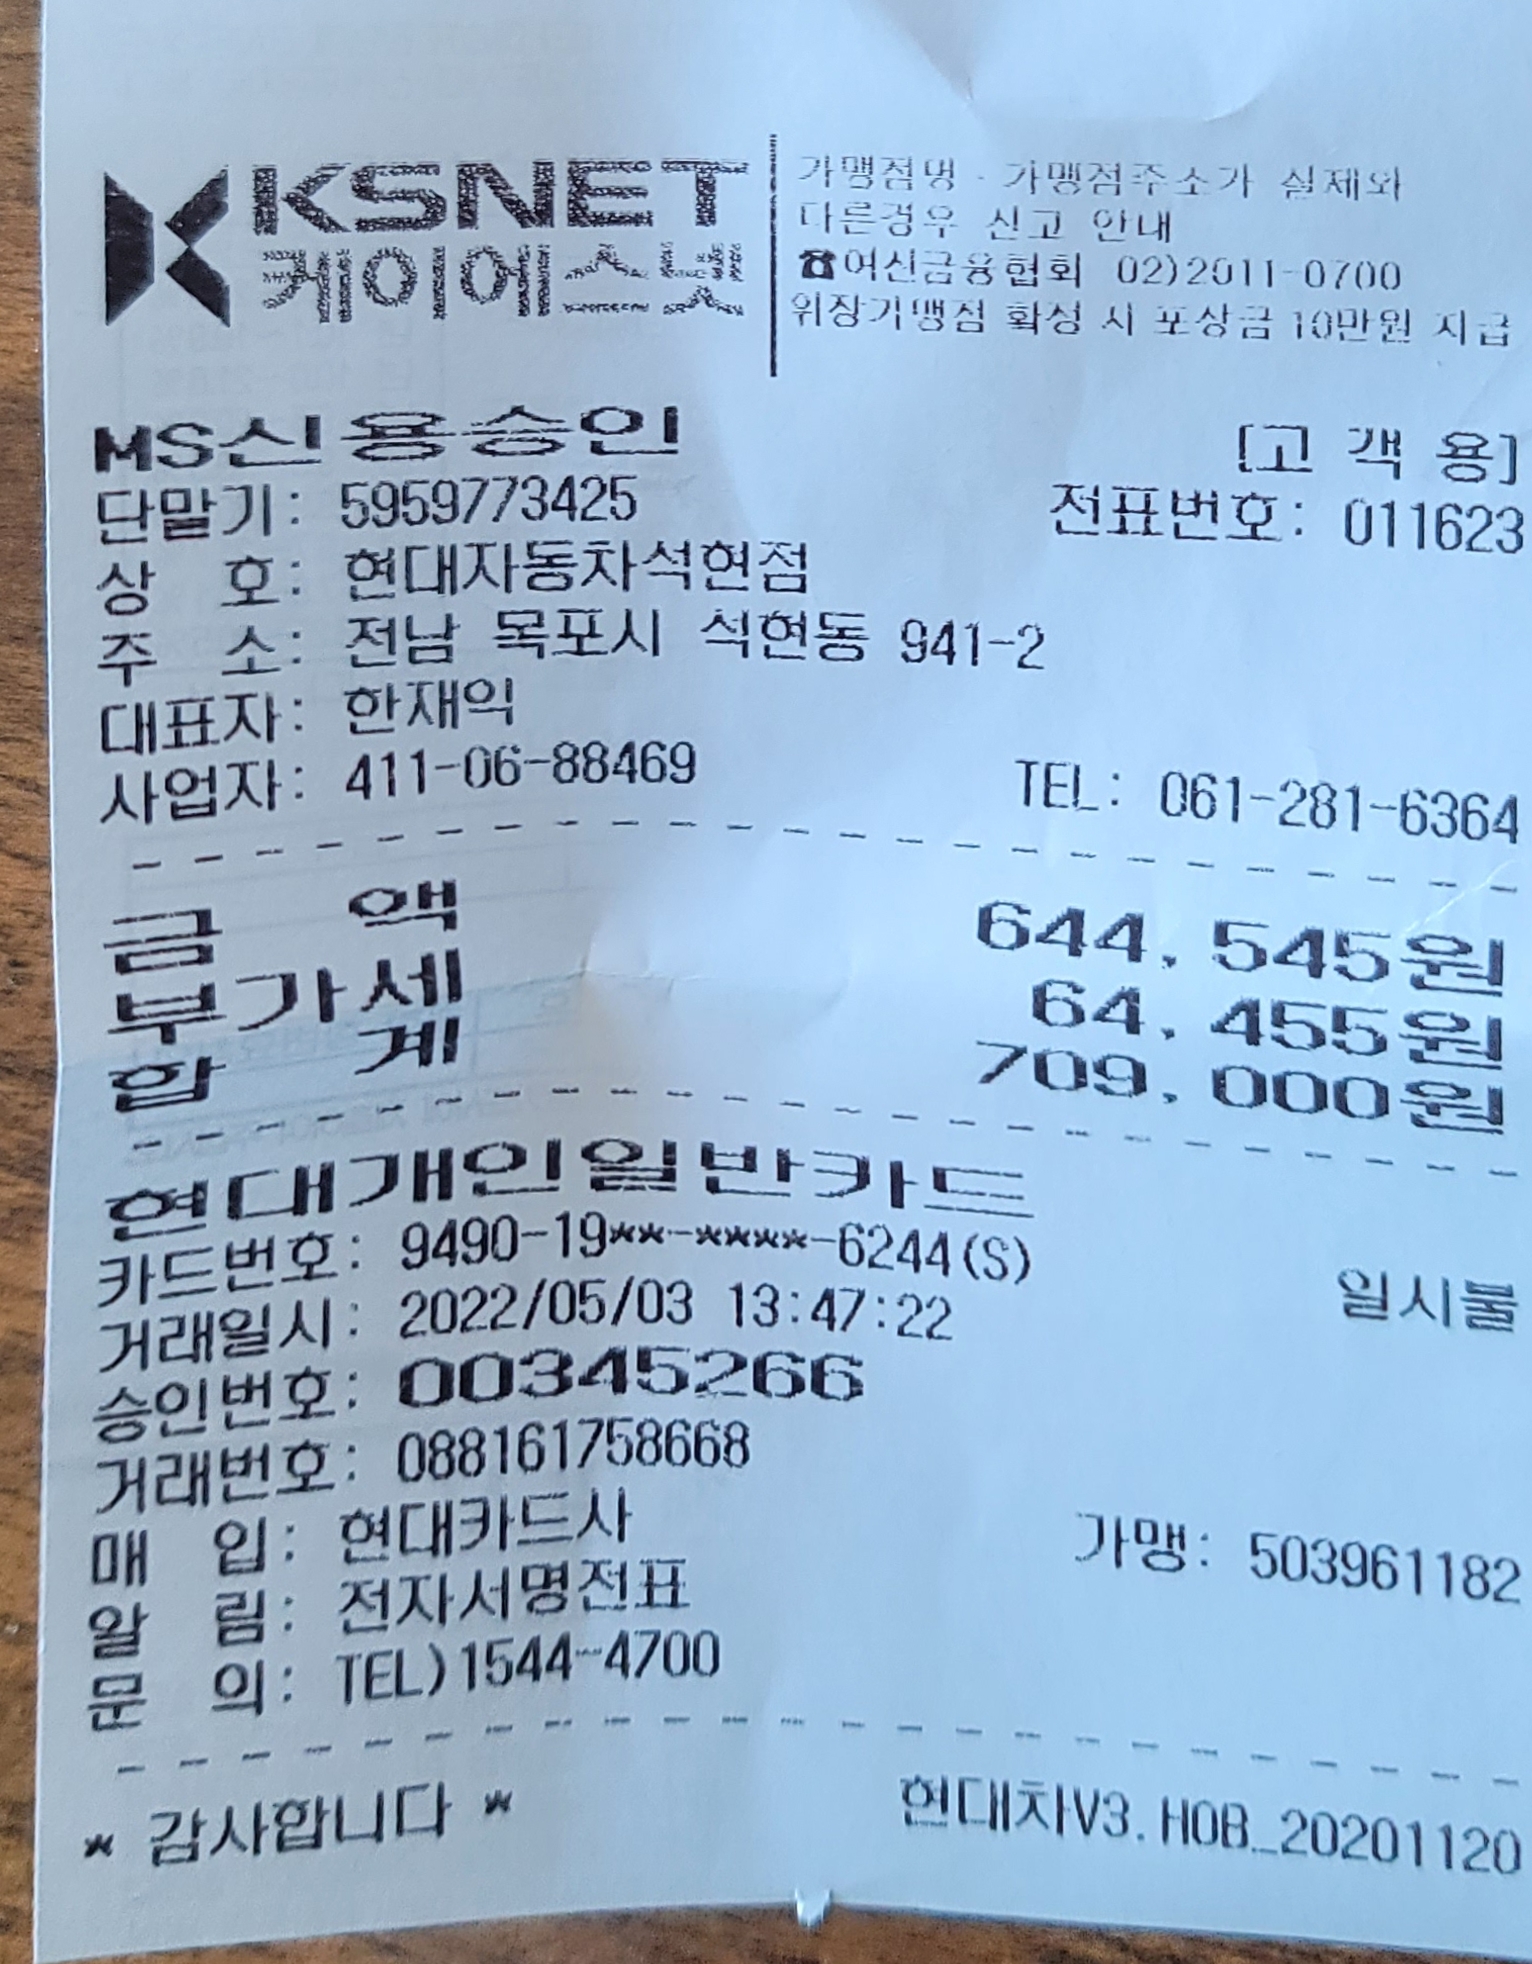 KSNET
케이에스넷
가맹점명·가맹점주소가 실제와
다른경우 신고 안내
☎여신금융협회 02)2011-0700
위장가맹점 확성 시 포상금 10만원 지급
MS신용승인
[고 객 용]
단말기: 5959773425
전표번호: 011623
상 호: 현대자동차석현점
주 소: 전남 목포시 석현동 941-2
대표자: 한재익
사업자: 411-06-88469
TEL: 061-281-6364
금 액 644,545원
부가세 64,455원
합 계 709,000원
현대개인일반카드
카드번호: 9490-19**-****-6244(S)
거래일시: 2022/05/03 13:47:22
일시불
승인번호: 00345266
거래번호: 088161758668
매 입: 현대카드사
가맹: 503961182
알 림: 전자서명전표
문 의: TEL)1544-4700
* 감사합니다 *
현대차V3.HOB_20201120